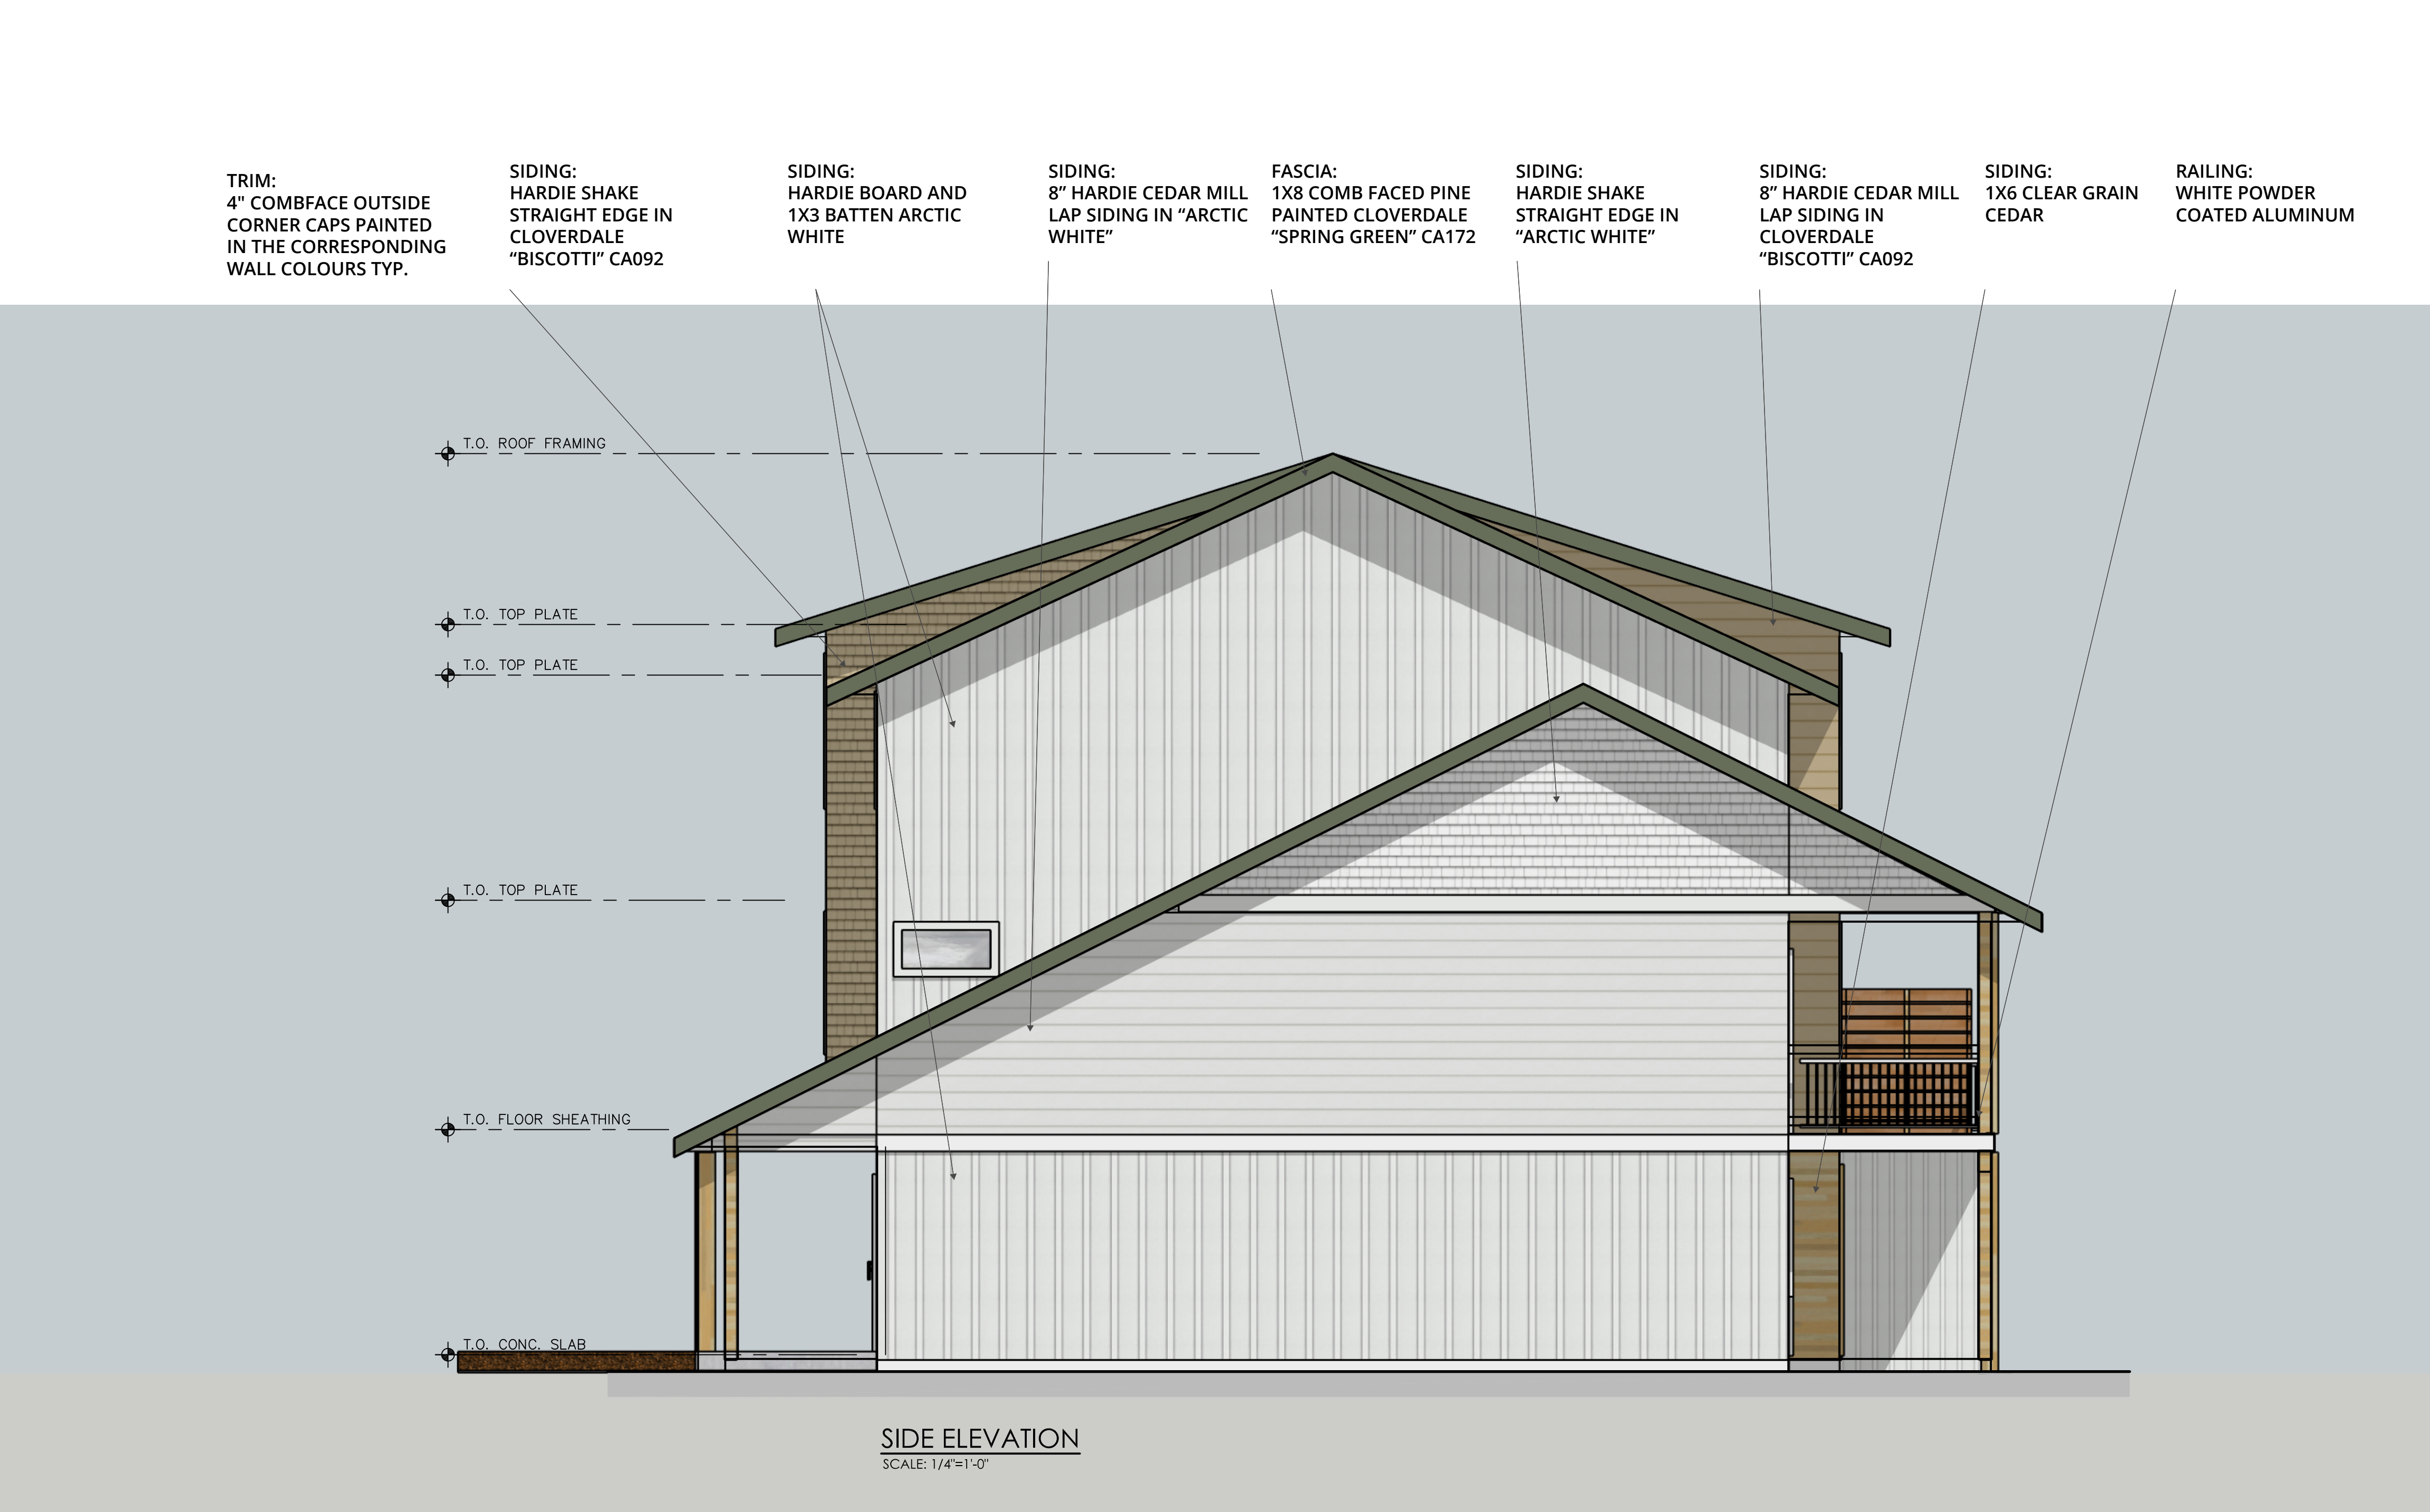 TRIM:
4" COMBFACE OUTSIDE
CORNER CAPS PAINTED
IN THE CORRESPONDING
WALL COLOURS TYP.
SIDING:
HARDIE SHAKE
STRAIGHT EDGE IN
CLOVERDALE
“BISCOTTI” CA092
SIDING:
HARDIE BOARD AND
1X3 BATTEN ARCTIC
WHITE
SIDING:
8” HARDIE CEDAR MILL
LAP SIDING IN “ARCTIC
WHITE”
FASCIA:
1X8 COMB FACED PINE
PAINTED CLOVERDALE
“SPRING GREEN” CA172
SIDING:
HARDIE SHAKE
STRAIGHT EDGE IN
“ARCTIC WHITE”
SIDING:
8” HARDIE CEDAR MILL
LAP SIDING IN
CLOVERDALE
“BISCOTTI” CA092
SIDING:
1X6 CLEAR GRAIN
CEDAR
RAILING:
WHITE POWDER
COATED ALUMINUM
T.O. ROOF FRAMING
T.O. TOP PLATE
T.O. TOP PLATE
T.O. TOP PLATE
T.O. FLOOR SHEATHING
T.O. CONC. SLAB
SIDE ELEVATION
SCALE: 1/4"=1'-0"